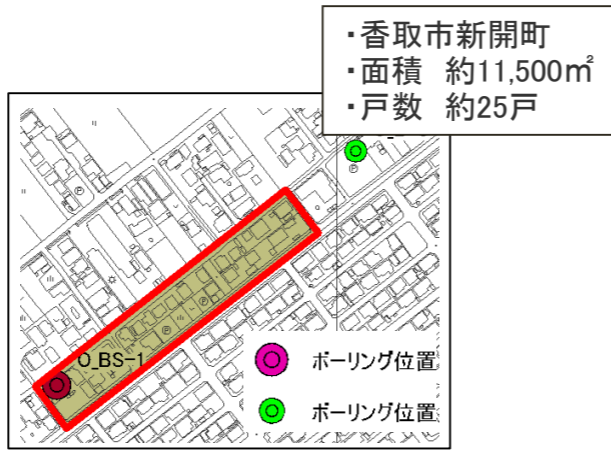 ・香取市新開町
・面積 約11,500㎡
・戸数 約25戸
O_BS-1
ボーリング位置
ボーリング位置